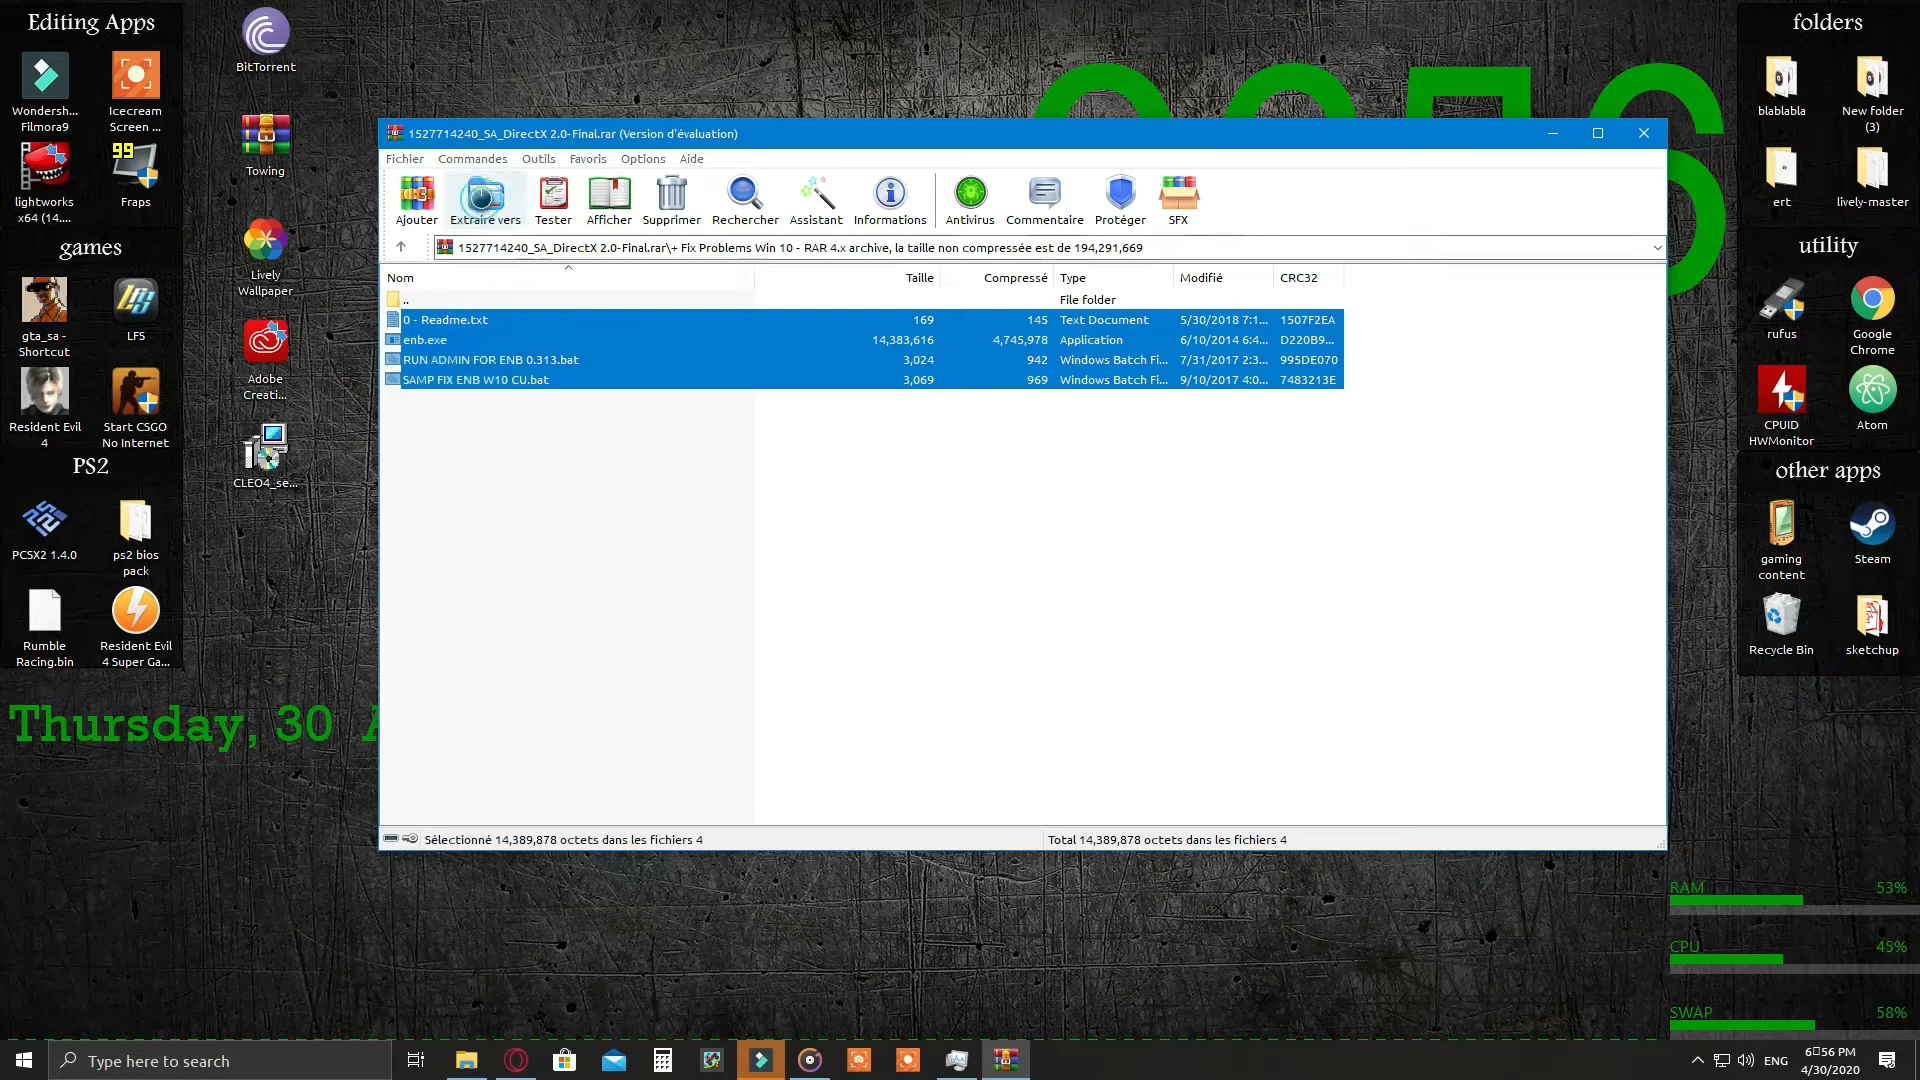 Editing Apps
Wondersh...
Filmora9
Icecream
Screen ...
lightworks
x64 (14....
99
Fraps
games
gta_sa -
Shortcut
LFS
Resident Evil
4
Start CSGO
No Internet
PS2
PCSX2 1.4.0
ps2 bios
pack
Rumble
Racing.bin
Resident Evil
4 Super Ga...
BitTorrent
Towing
Lively
Wallpaper
Adobe
Creati...
CLEO4_se...
Thursday, 30
1527714240_SA_DirectX 2.0-Final.rar (Version d'évaluation)
Fichier Commandes Outils Favoris Options Aide
Ajouter Extraire vers Tester Afficher Supprimer Rechercher Assistant Informations Antivirus Commentaire Protéger SFX
1527714240_SA_DirectX 2.0-Final.rar\+ Fix Problems Win 10 - RAR 4.x archive, la taille non compressée est de 194,291,669
Nom Taille Compressé Type Modifié CRC32
.. File folder
0 - Readme.txt 169 145 Text Document 5/30/2018 7:1... 1507F2EA
enb.exe 14,383,616 4,745,978 Application 6/10/2014 6:4... D220B9...
RUN ADMIN FOR ENB 0.313.bat 3,024 942 Windows Batch Fi... 7/31/2017 2:3... 995DE070
SAMP FIX ENB W10 CU.bat 3,069 969 Windows Batch Fi... 9/10/2017 4:0... 7483213E
Sélectionné 14,389,878 octets dans les fichiers 4
Total 14,389,878 octets dans les fichiers 4
folders
blablabla
New folder
(3)
ert
lively-master
utility
rufus
Google
Chrome
CPUID
HWMonitor
Atom
other apps
gaming
content
Steam
Recycle Bin
sketchup
RAM 53%
CPU 45%
SWAP 58%
Type here to search
ENG
6:56 PM
4/30/2020